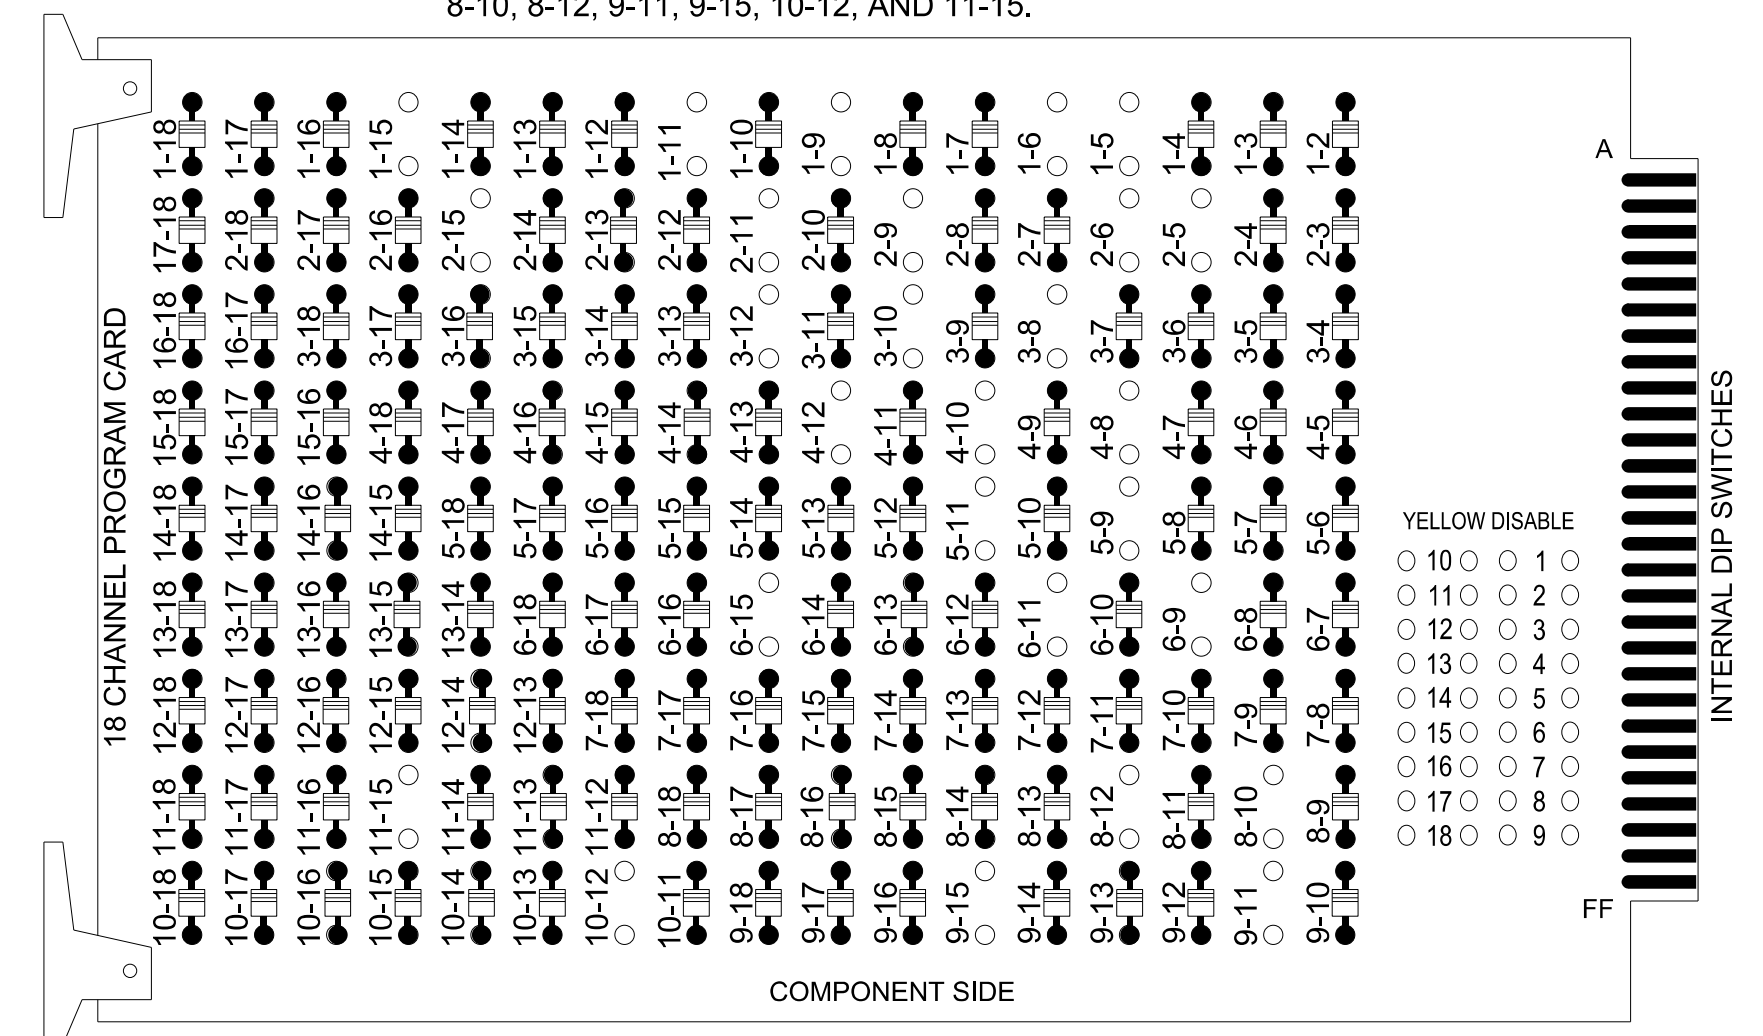 8-10, 8-12, 9-11, 9-15, 10-12, AND 11-15.
1-18 1-17 1-16 1-15 1-14 1-13 1-12 1-11 1-10 1-9 1-8 1-7 1-6 1-5 1-4 1-3 1-2
17-18 2-18 2-17 2-16 2-15 2-14 2-13 2-12 2-11 2-10 2-9 2-8 2-7 2-6 2-5 2-4 2-3
16-18 16-17 3-18 3-17 3-16 3-15 3-14 3-13 3-12 3-11 3-10 3-9 3-8 3-7 3-6 3-5 3-4
15-18 15-17 15-16 4-18 4-17 4-16 4-15 4-14 4-13 4-12 4-11 4-10 4-9 4-8 4-7 4-6 4-5
14-18 14-17 14-16 14-15 5-18 5-17 5-16 5-15 5-14 5-13 5-12 5-11 5-10 5-9 5-8 5-7 5-6
13-18 13-17 13-16 13-15 13-14 6-18 6-17 6-16 6-15 6-14 6-13 6-12 6-11 6-10 6-9 6-8 6-7
12-18 12-17 12-16 12-15 12-14 12-13 7-18 7-17 7-16 7-15 7-14 7-13 7-12 7-11 7-10 7-9 7-8
11-18 11-17 11-16 11-15 11-14 11-13 11-12 8-18 8-17 8-16 8-15 8-14 8-13 8-12 8-11 8-10 8-9
10-18 10-17 10-16 10-15 10-14 10-13 10-12 10-11 9-18 9-17 9-16 9-15 9-14 9-13 9-12 9-11 9-10
18 CHANNEL PROGRAM CARD
COMPONENT SIDE
YELLOW DISABLE
10 1
11 2
12 3
13 4
14 5
15 6
16 7
17 8
18 9
A
FF
INTERNAL DIP SWITCHES